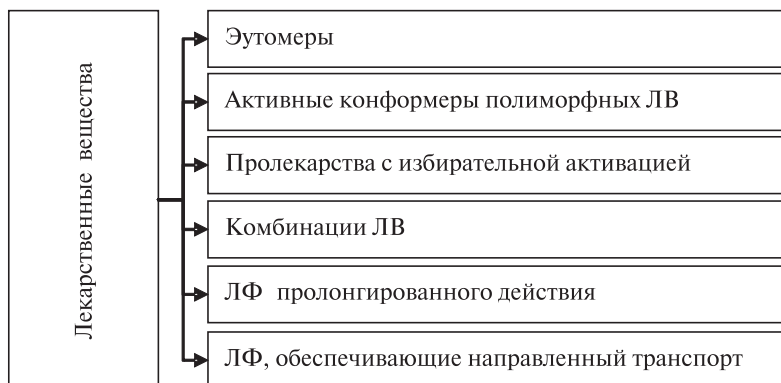 Лекарственные вещества
Эутомеры
Активные конформеры полиморфных ЛВ
Пролекарства с избирательной активацией
Комбинации ЛВ
ЛФ пролонгированного действия
ЛФ, обеспечивающие направленный транспорт